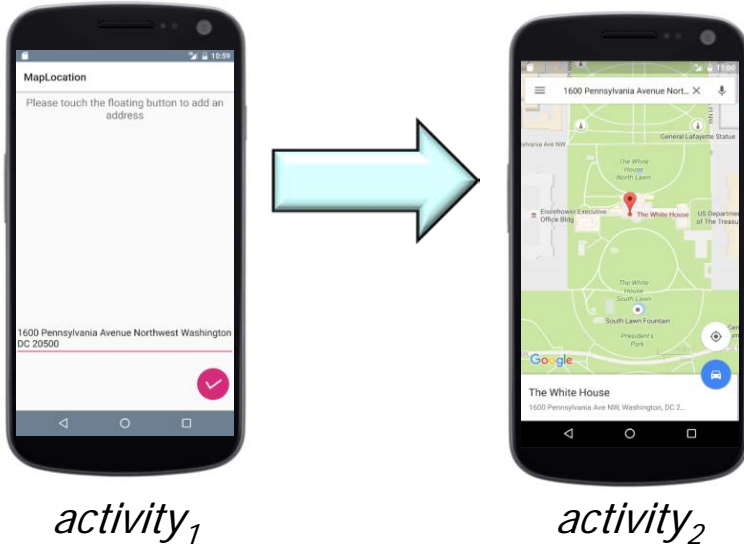 10:59
MapLocation
Please touch the floating button to add an
address
1600 Pennsylvania Avenue Northwest Washington
DC 20500
activity1
11:00
1600 Pennsylvania Avenue Nort...
General Lafayette Statue
The White
House
North Lawn
Eisenhower Executive
Office Bldg
The White House
US Departmen
of The Treasu
The White
House
South Lawn
South Lawn Fountain
President's
Park
Google
The White House
1600 Pennsylvania Ave NW, Washington, DC 2...
activity2